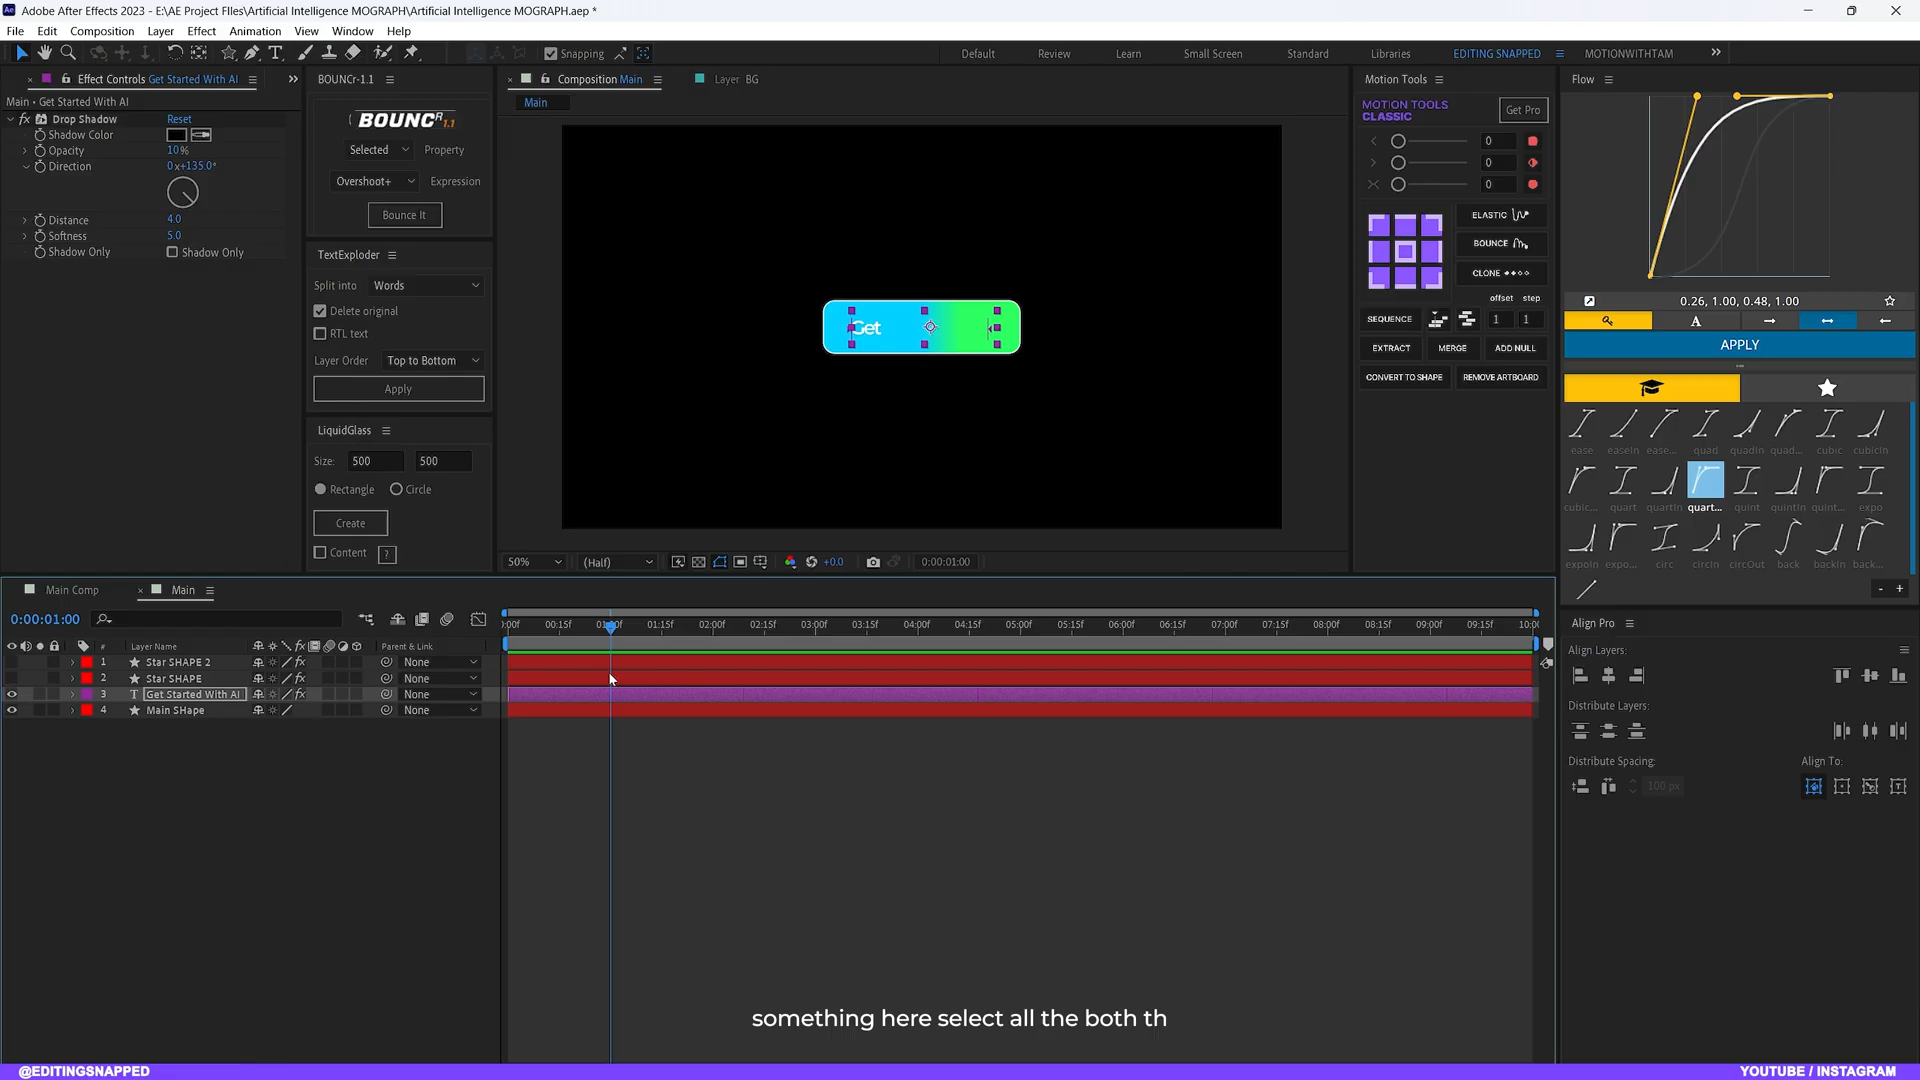 Adobe After Effects 2023 - E:\AE Project FIles\Artificial Intelligence MOGRAPH\Artificial Intelligence MOGRAPH.aep *
File Edit Composition Layer Effect Animation View Window Help
Snapping
Default Review Learn Small Screen Standard Libraries EDITING SNAPPED MOTIONWITHTAM
Effect Controls Get Started With AI
Main • Get Started With AI
fx Drop Shadow Reset
Shadow Color
Opacity 10%
Direction 0x+135.0°
Distance 4.0
Softness 5.0
Shadow Only Shadow Only
BOUNCr-1.1
BOUNCR 1.1
Selected Property
Overshoot+ Expression
Bounce It
TextExploder
Split into Words
Delete original
RTL text
Layer Order Top to Bottom
Apply
LiquidGlass
Size: 500 500
Rectangle Circle
Create
Content ?
Composition Main Layer BG
Main
Get
50% (Half) +0.0 0:00:01:00
Motion Tools
MOTION TOOLS
CLASSIC
Get Pro
0
0
0
ELASTIC
BOUNCE
CLONE
offset step
SEQUENCE 1 1
EXTRACT MERGE ADD NULL
CONVERT TO SHAPE REMOVE ARTBOARD
Flow
0.26, 1.00, 0.48, 1.00
A
APPLY
ease easeIn ease... quad quadIn quad... cubic cubicIn
cubic... quart quartIn quart... quint quintIn quint... expo
expoIn expo... circ circIn circOut back backIn back...
- +
Align Pro
Align Layers:
Distribute Layers:
Distribute Spacing: Align To:
100 px
Main Comp Main
0:00:01:00
:00f 00:15f 01:00f 01:15f 02:00f 02:15f 03:00f 03:15f 04:00f 04:15f 05:00f 05:15f 06:00f 06:15f 07:00f 07:15f 08:00f 08:15f 09:00f 09:15f 10:00
# Layer Name fx Parent & Link
1 Star SHAPE 2 fx None
2 Star SHAPE fx None
3 T Get Started With AI fx None
4 Main SHape None
something here select all the both th
@EDITINGSNAPPED YOUTUBE / INSTAGRAM